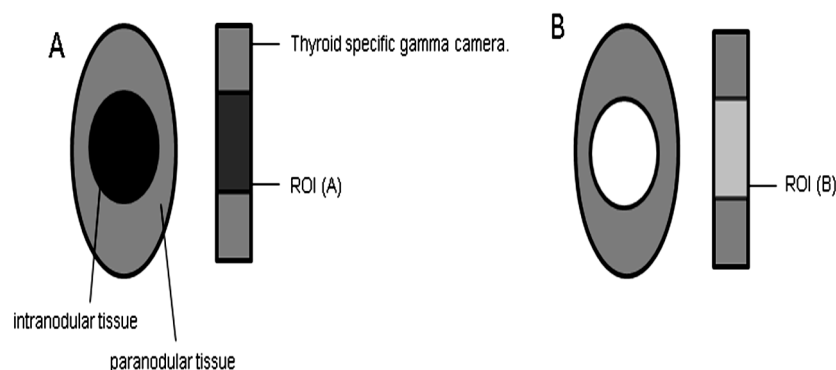 A
Thyroid specific gamma camera.
ROI (A)
intranodular tissue
paranodular tissue
B
ROI (B)